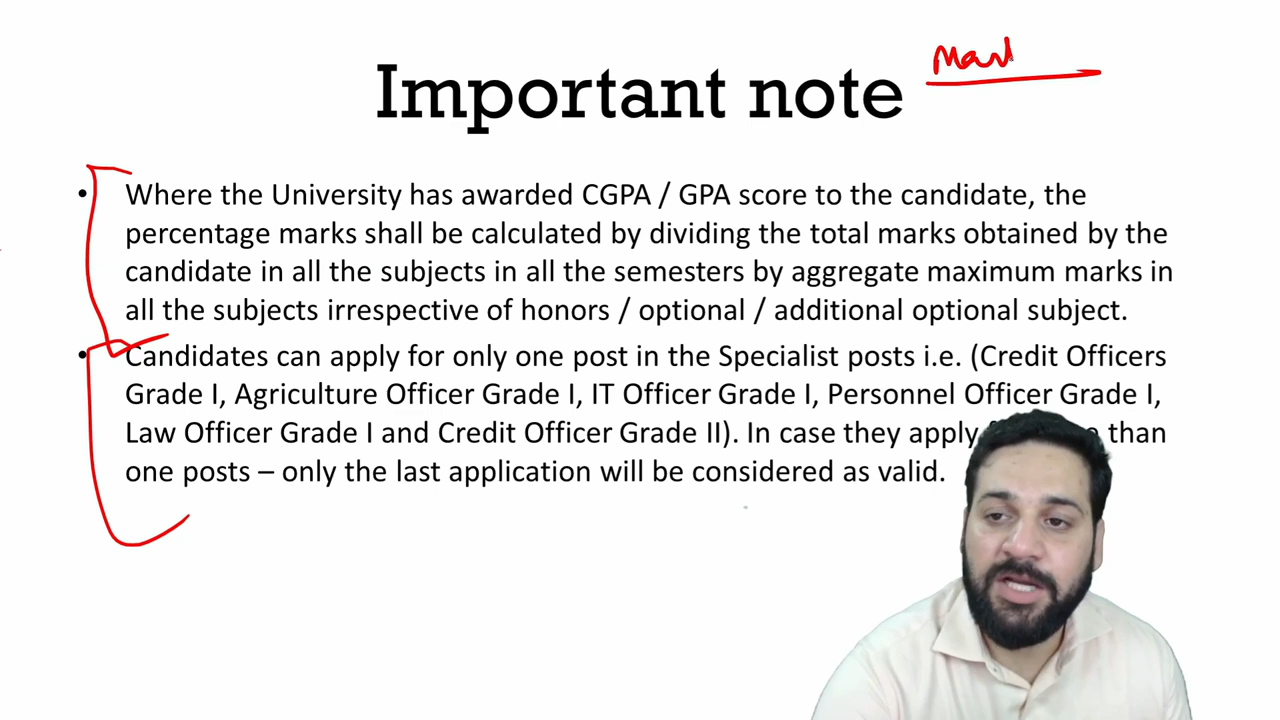 Important note
• Where the University has awarded CGPA / GPA score to the candidate, the
percentage marks shall be calculated by dividing the total marks obtained by the
candidate in all the subjects in all the semesters by aggregate maximum marks in
all the subjects irrespective of honors / optional / additional optional subject.
• Candidates can apply for only one post in the Specialist posts i.e. (Credit Officers
Grade I, Agriculture Officer Grade I, IT Officer Grade I, Personnel Officer Grade I,
Law Officer Grade I and Credit Officer Grade II). In case they apply than
one posts – only the last application will be considered as valid.